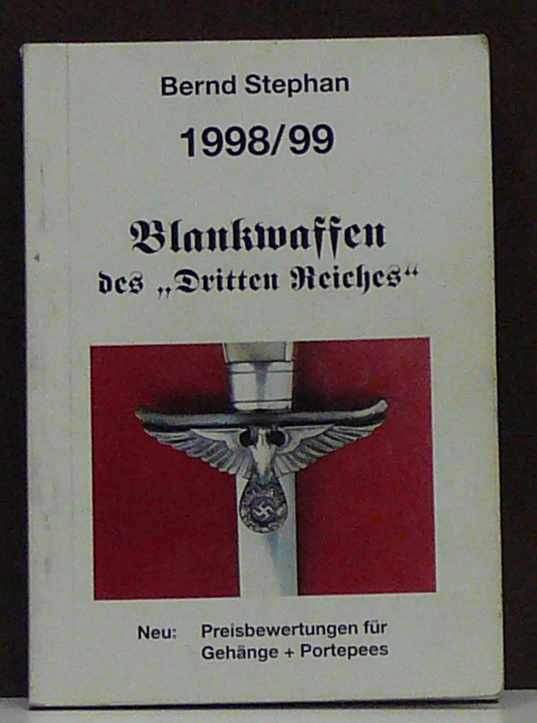 Bernd Stephan
1998/99
Blankwaffen
des „Dritten Reiches“
Neu: Preisbewertungen für
Gehänge + Portepees